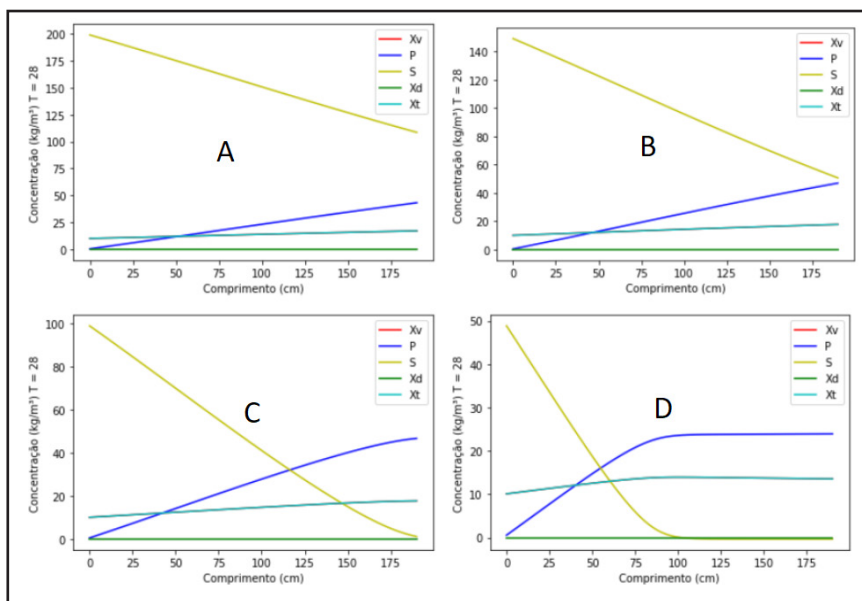 Concentração (kg/m³) T = 28
200
175
150
125
100
75
50
25
0
A
Xv
P
S
Xd
Xt
0 25 50 75 100 125 150 175
Comprimento (cm)
Concentração (kg/m³) T = 28
140
120
100
80
60
40
20
0
B
Xv
P
S
Xd
Xt
0 25 50 75 100 125 150 175
Comprimento (cm)
Concentração (kg/m³) T = 28
100
80
60
40
20
0
C
Xv
P
S
Xd
Xt
0 25 50 75 100 125 150 175
Comprimento (cm)
Concentração (kg/m³) T = 28
50
40
30
20
10
0
D
Xv
P
S
Xd
Xt
0 25 50 75 100 125 150 175
Comprimento (cm)